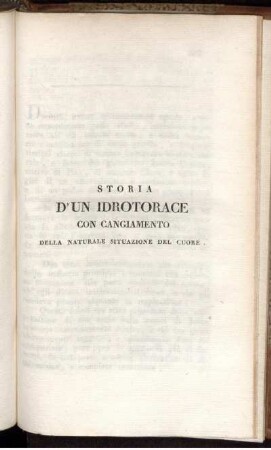 STORIA
D'UN IDROTORACE
CON CANGIAMENTO
DELLA NATURALE SITUAZIONE DEL CUORE.